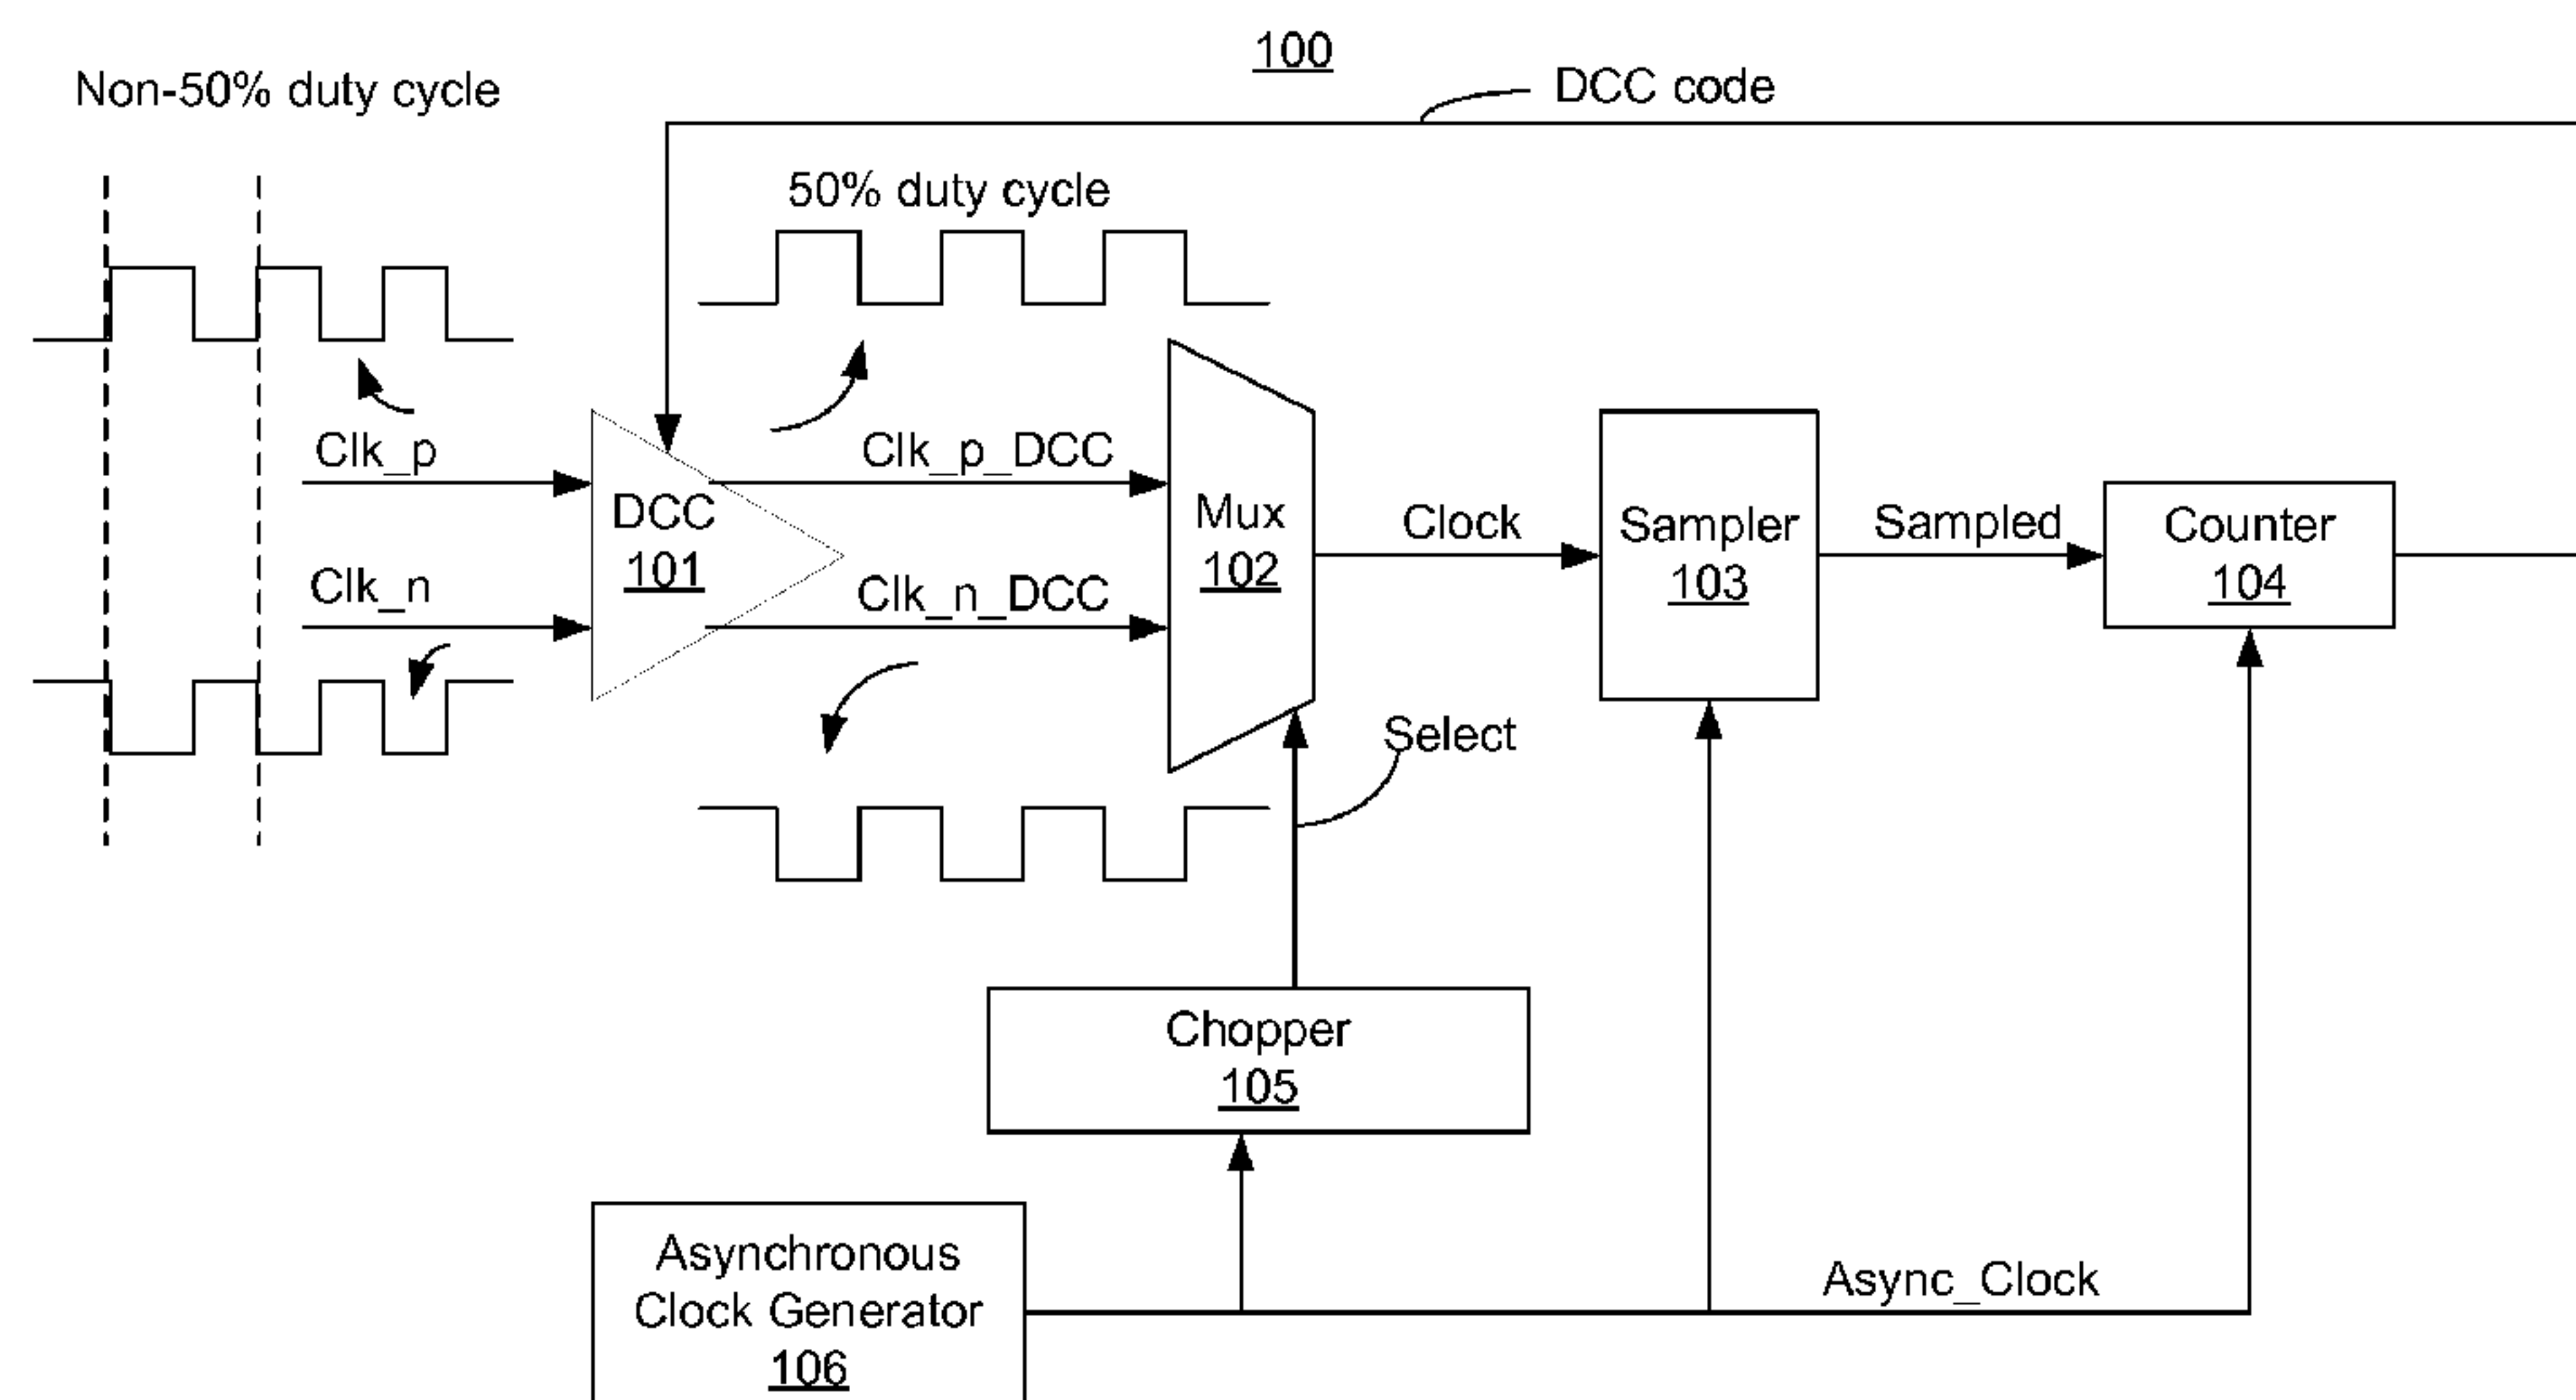 100
DCC code
Non-50% duty cycle
50% duty cycle
Clk_p
Clk_p_DCC
DCC
101
Mux
102
Clock
Sampler
103
Sampled
Counter
104
Clk_n
Clk_n_DCC
Select
Chopper
105
Asynchronous
Clock Generator
106
Async_Clock